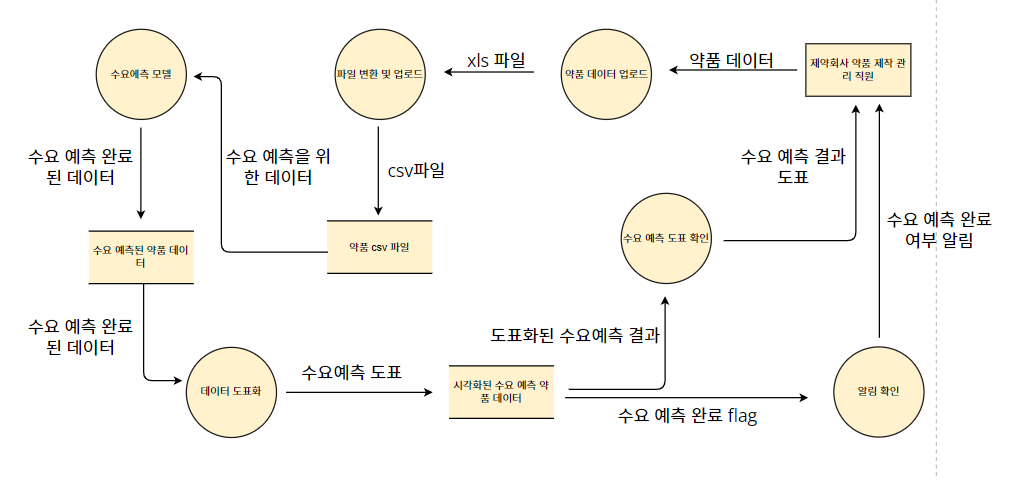 수요에측 모델
파일 변환 및 업로드
xls 파일
약품 데이터 업로드
약품 데이터
제약회사 약품 제작 관
리 직원
수요 예측 완료
된 데이터
수요 예측을 위
한 데이터
csv파일
수요 예측 결과
도표
수요 예측 완료
여부 알림
수요 예측된 약품 데이
터
약품 csv 파일
수요 예측 도표 확인
수요 예측 완료
된 데이터
도표화된 수요예측 결과
데이터 도표화
수요예측 도표
시각화된 수요 예측 약
품 데이터
수요 예측 완료 flag
알림 확인